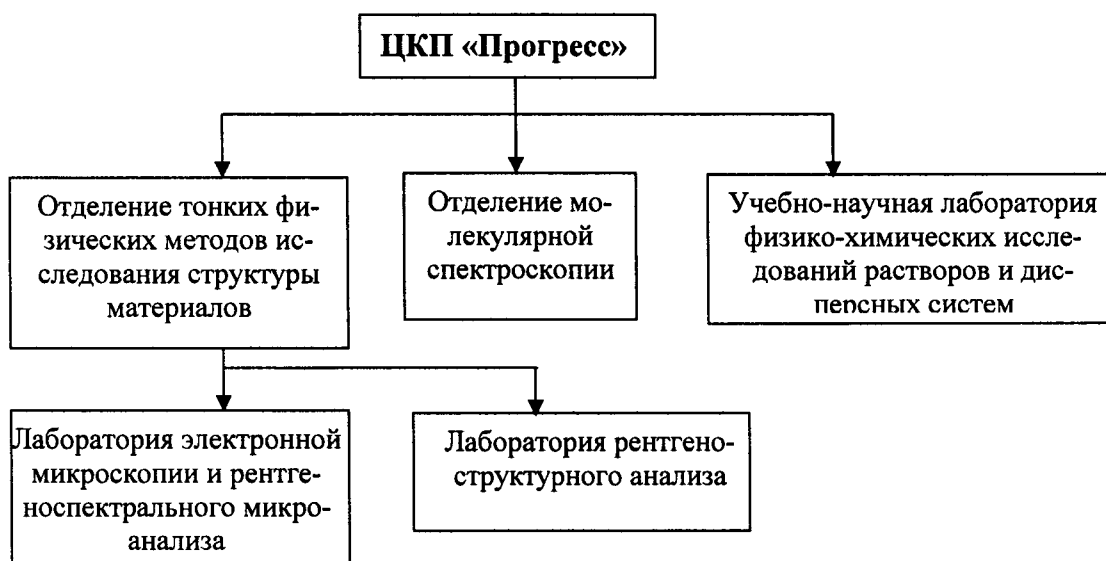 ЦКП «Прогресс»
Отделение тонких фи-
зических методов ис-
следования структуры
материалов
Отделение мо-
лекулярной
спектроскопии
Учебно-научная лаборатория
физико-химических иссле-
дований растворов и дис-
персных систем
Лаборатория электронной
микроскопии и рентге-
носпектрального микро-
анализа
Лаборатория рентгено-
структурного анализа